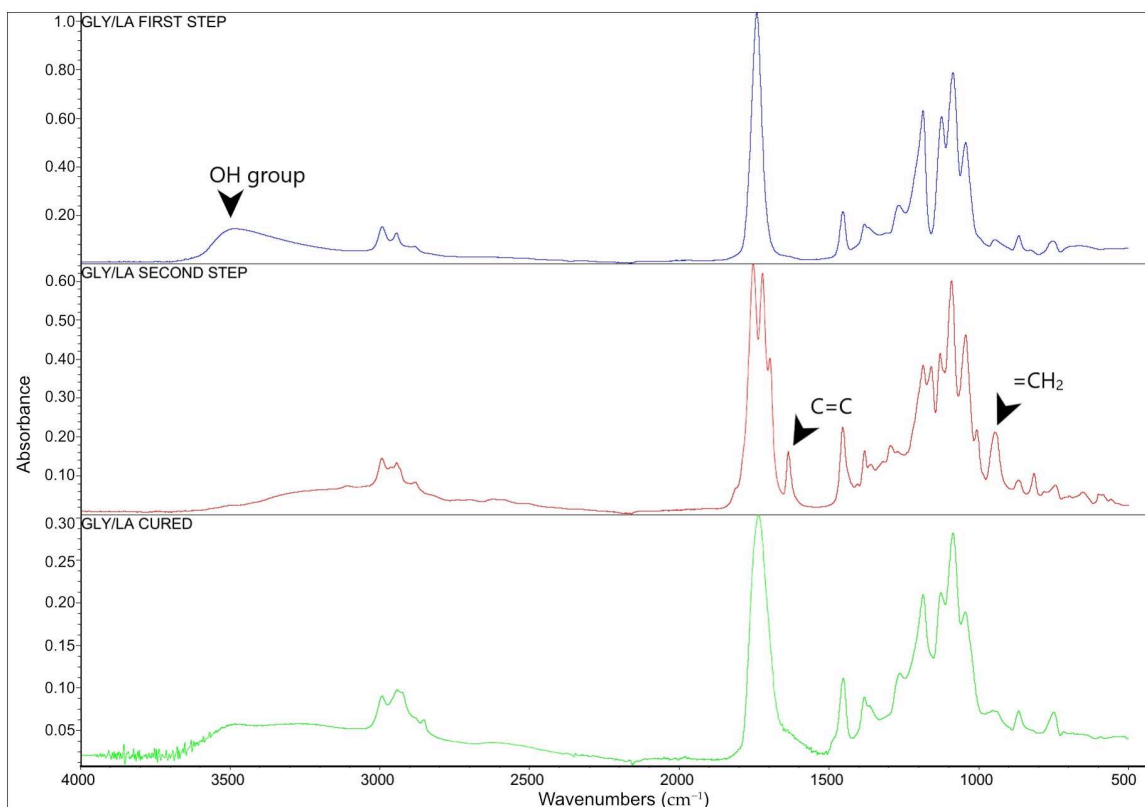 GLY/LA FIRST STEP
1.0
0.80
0.60
0.40
0.20
OH group
GLY/LA SECOND STEP
0.60
0.50
0.40
0.30
0.20
0.10
C=C
=CH₂
Absorbance
GLY/LA CURED
0.30
0.25
0.20
0.15
0.10
0.05
4000 3500 3000 2500 2000 1500 1000 500
Wavenumbers (cm⁻¹)